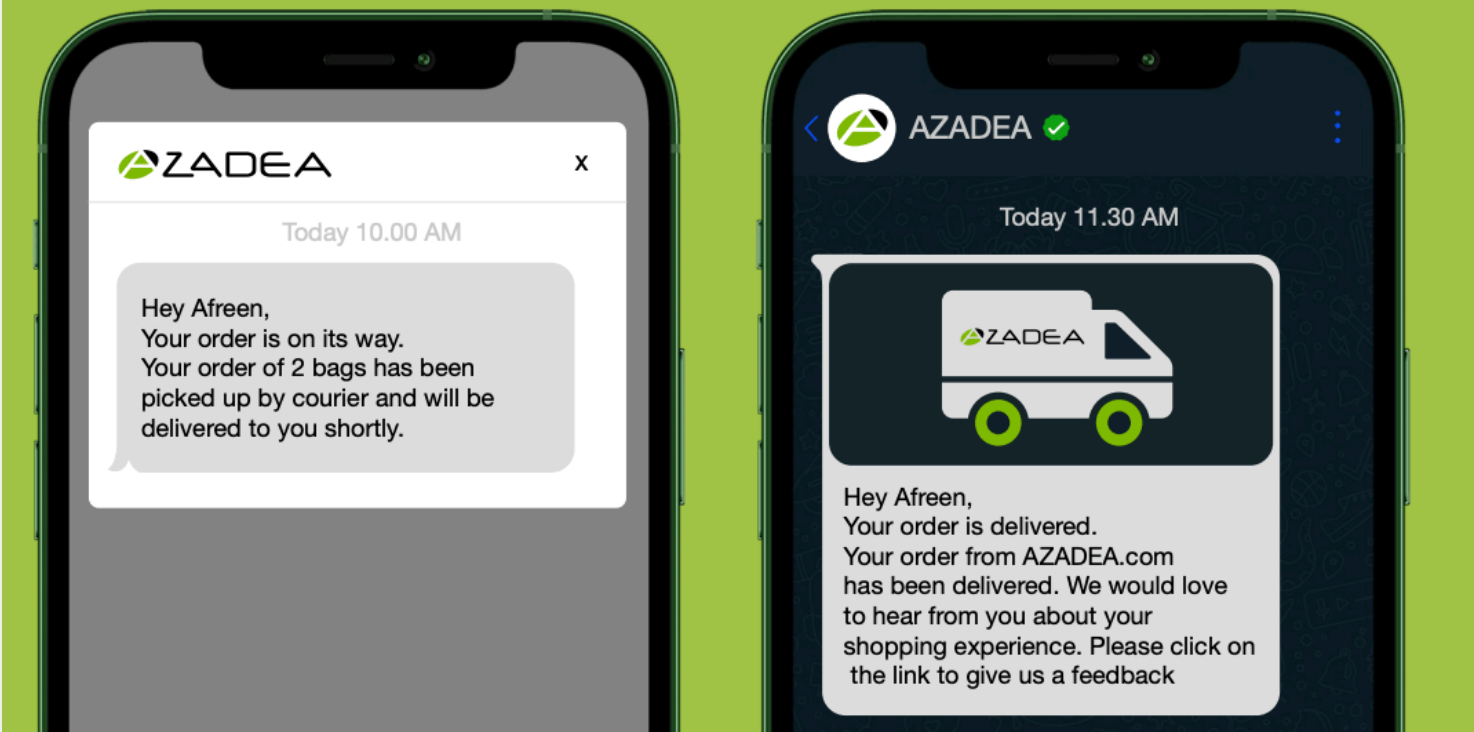 AZADEA
X
Today 10.00 AM
Hey Afreen,
Your order is on its way.
Your order of 2 bags has been
picked up by courier and will be
delivered to you shortly.
AZADEA
Today 11.30 AM
AZADEA
Hey Afreen,
Your order is delivered.
Your order from AZADEA.com
has been delivered. We would love
to hear from you about your
shopping experience. Please click on
the link to give us a feedback